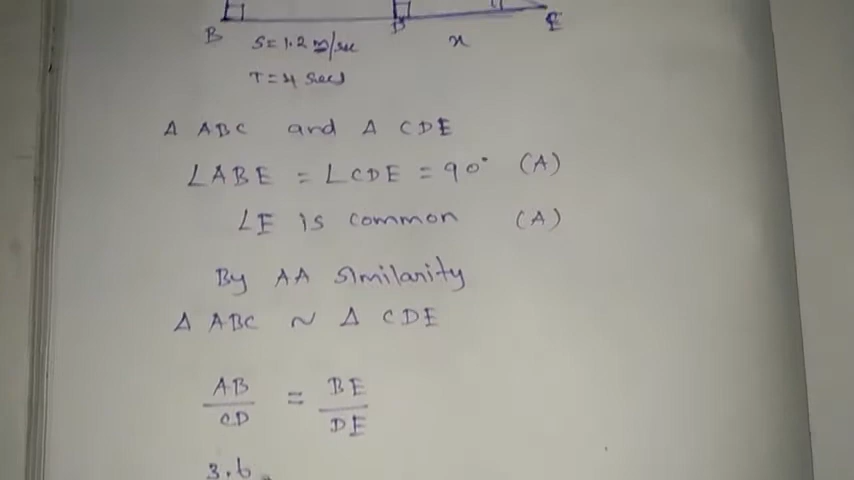 B D E
S = 1.2 m/sec x
T = 4 secs
Δ ABC and Δ CDE
∠ABE = ∠CDE = 90° (A)
∠E is common (A)
By AA similarity
Δ ABC ~ Δ CDE
AB/CD = BE/DE
3.6